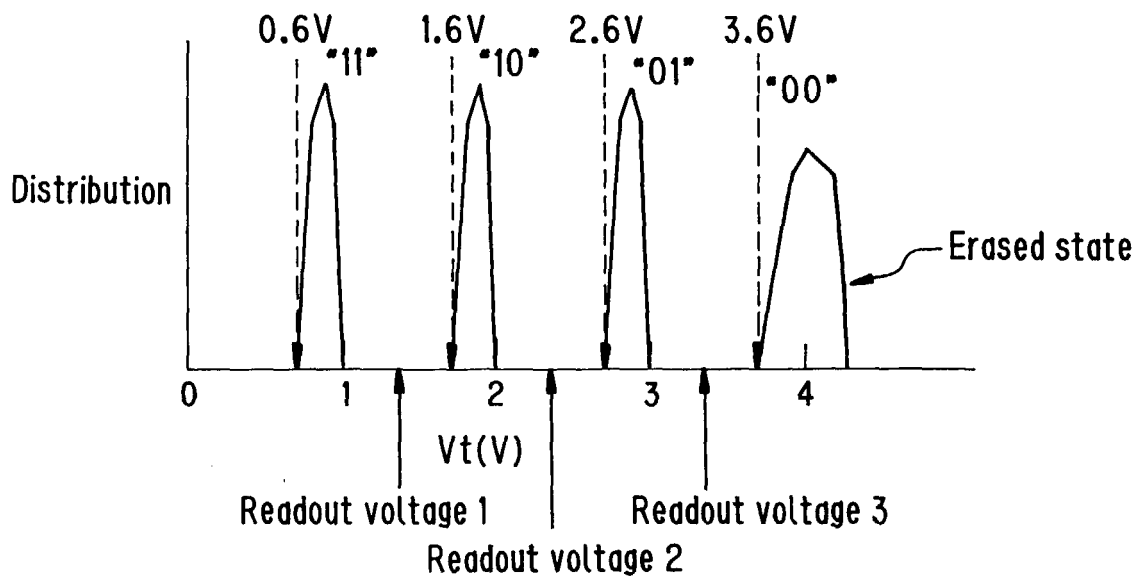 0.6V 1.6V 2.6V 3.6V
"11" "10" "01" "00"
Distribution
Erased state
0 1 2 3 4
Vt(V)
Readout voltage 1 Readout voltage 3
Readout voltage 2